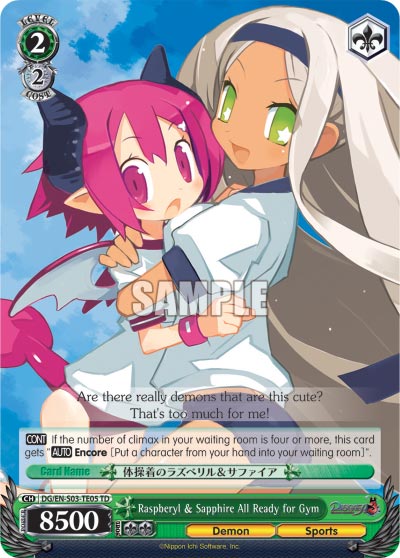 LEVEL
2
2
COST
SAMPLE
Are there really demons that are this cute?
That's too much for me!
CONT If the number of climax in your waiting room is four or more, this card
gets "AUTO Encore [Put a character from your hand into your waiting room]".
Card Name 体操着のラズベリル&サファイア
CH DG/EN-S03-TE05 TD
Raspberyl & Sapphire All Ready for Gym
8500
Demon Sports
©Nippon Ichi Software, Inc.